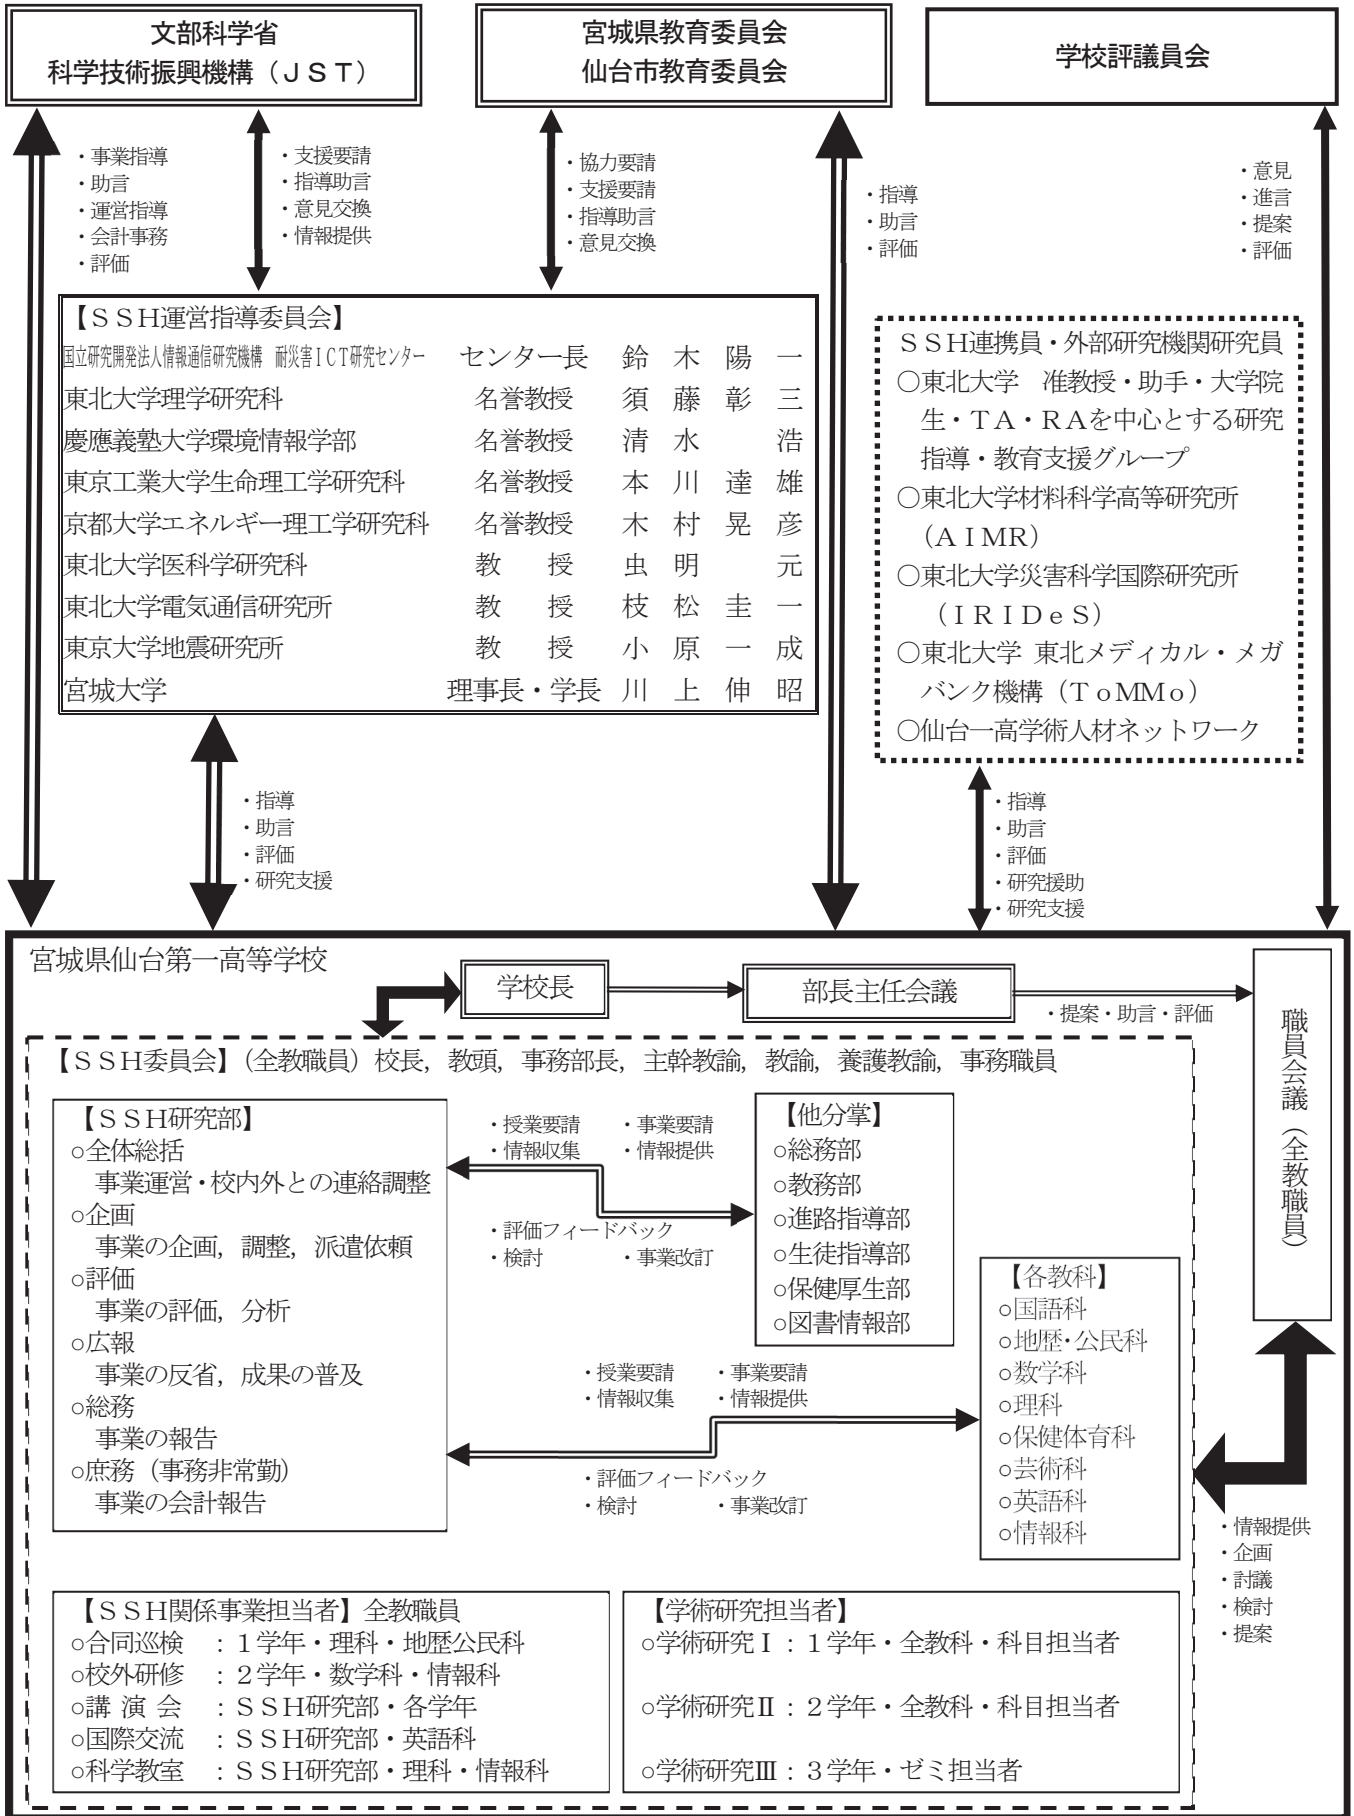 文部科学省
科学技術振興機構（ＪＳＴ）
宮城県教育委員会
仙台市教育委員会
学校評議員会
・事業指導
・助言
・運営指導
・会計事務
・評価
・支援要請
・指導助言
・意見交換
・情報提供
・協力要請
・支援要請
・指導助言
・意見交換
・指導
・助言
・評価
・意見
・進言
・提案
・評価
【ＳＳＨ運営指導委員会】
国立研究開発法人情報通信研究機構　耐災害ＩＣＴ研究センター　センター長　鈴木陽一
東北大学理学研究科　名誉教授　須藤彰三
慶應義塾大学環境情報学部　名誉教授　清水　浩
東京工業大学生命理工学研究科　名誉教授　本川達雄
京都大学エネルギー理工学研究科　名誉教授　木村晃彦
東北大学医科学研究科　教　授　虫明　元
東北大学電気通信研究所　教　授　枝松圭一
東京大学地震研究所　教　授　小原一成
宮城大学　理事長・学長　川上伸昭
ＳＳＨ連携員・外部研究機関研究員
○東北大学　准教授・助手・大学院
生・ＴＡ・ＲＡを中心とする研究
指導・教育支援グループ
○東北大学材料科学高等研究所
（ＡＩＭＲ）
○東北大学災害科学国際研究所
（ＩＲＩＤｅＳ）
○東北大学 東北メディカル・メガ
バンク機構（ＴｏＭＭｏ）
○仙台一高学術人材ネットワーク
・指導
・助言
・評価
・研究支援
・指導
・助言
・評価
・研究援助
・研究支援
宮城県仙台第一高等学校
学校長
部長主任会議
・提案・助言・評価
職員会議（全教職員）
【ＳＳＨ委員会】（全教職員）校長，教頭，事務部長，主幹教諭，教諭，養護教諭，事務職員
【ＳＳＨ研究部】
○全体総括
事業運営・校内外との連絡調整
○企画
事業の企画，調整，派遣依頼
○評価
事業の評価，分析
○広報
事業の反省，成果の普及
○総務
事業の報告
○庶務（事務非常勤）
事業の会計報告
・授業要請　・事業要請
・情報収集　・情報提供
・評価フィードバック
・検討　・事業改訂
【他分掌】
○総務部
○教務部
○進路指導部
○生徒指導部
○保健厚生部
○図書情報部
・授業要請　・事業要請
・情報収集　・情報提供
・評価フィードバック
・検討　・事業改訂
【各教科】
○国語科
○地歴・公民科
○数学科
○理科
○保健体育科
○芸術科
○英語科
○情報科
・情報提供
・企画
・討議
・検討
・提案
【ＳＳＨ関係事業担当者】全教職員
○合同巡検　：１学年・理科・地歴公民科
○校外研修　：２学年・数学科・情報科
○講 演 会　：ＳＳＨ研究部・各学年
○国際交流　：ＳＳＨ研究部・英語科
○科学教室　：ＳＳＨ研究部・理科・情報科
【学術研究担当者】
○学術研究Ⅰ：１学年・全教科・科目担当者
○学術研究Ⅱ：２学年・全教科・科目担当者
○学術研究Ⅲ：３学年・ゼミ担当者